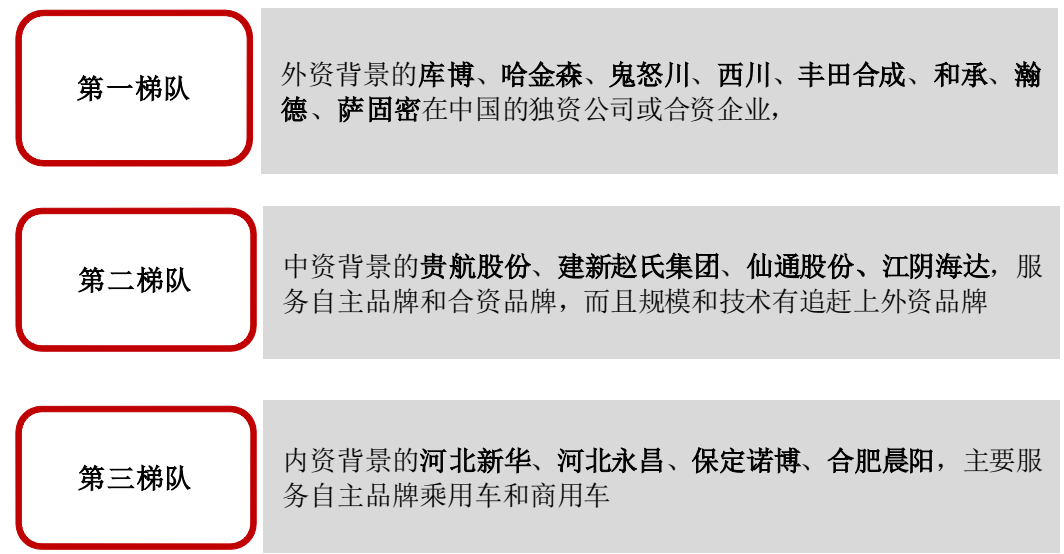 第一梯队
外资背景的库博、哈金森、鬼怒川、西川、丰田合成、和承、瀚
德、萨固密在中国的独资公司或合资企业，
第二梯队
中资背景的贵航股份、建新赵氏集团、仙通股份、江阴海达，服
务自主品牌和合资品牌，而且规模和技术有追赶上外资品牌
第三梯队
内资背景的河北新华、河北永昌、保定诺博、合肥晨阳，主要服
务自主品牌乘用车和商用车